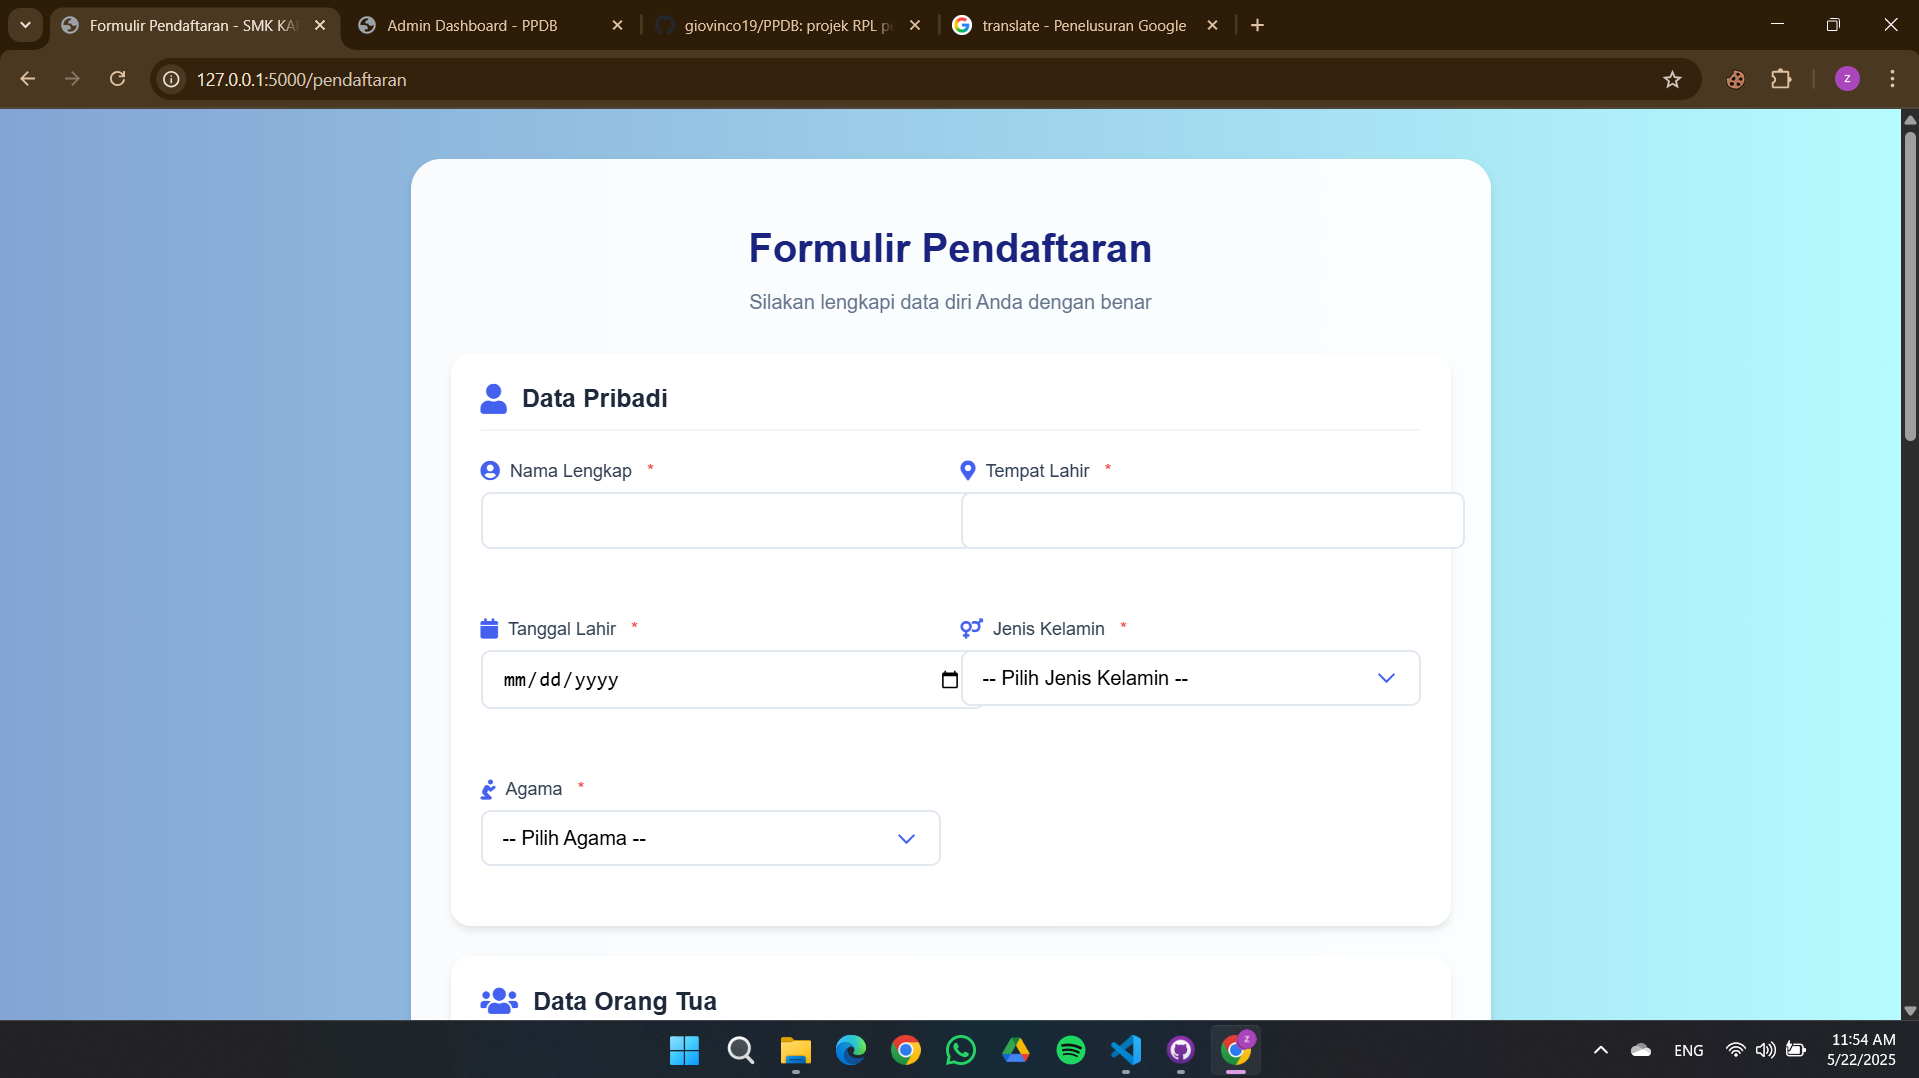 Formulir Pendaftaran - SMK KA
Admin Dashboard - PPDB
giovinco19/PPDB: projek RPL pe
translate - Penelusuran Google
127.0.0.1:5000/pendaftaran
z
Formulir Pendaftaran
Silakan lengkapi data diri Anda dengan benar
Data Pribadi
Nama Lengkap *
Tempat Lahir *
Tanggal Lahir *
Jenis Kelamin *
mm/dd/yyyy
-- Pilih Jenis Kelamin --
Agama *
-- Pilih Agama --
Data Orang Tua
z
ENG
11:54 AM
5/22/2025